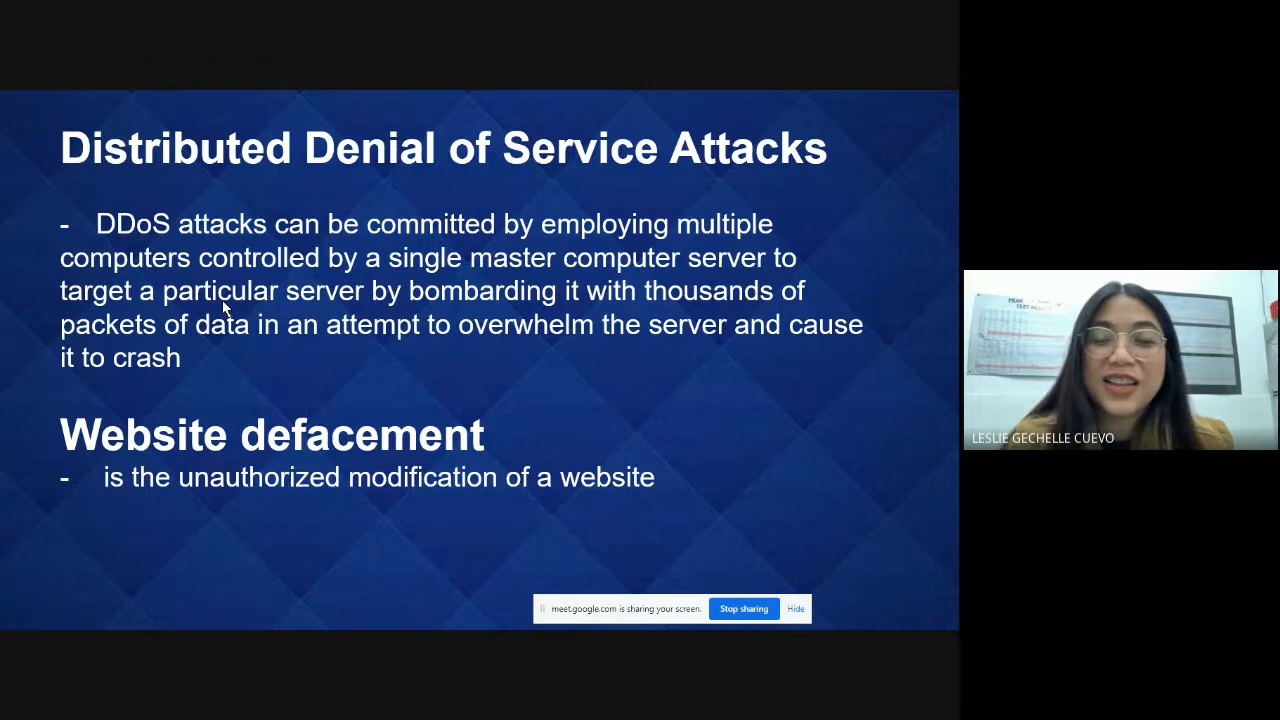 Distributed Denial of Service Attacks
- DDoS attacks can be committed by employing multiple
computers controlled by a single master computer server to
target a particular server by bombarding it with thousands of
packets of data in an attempt to overwhelm the server and cause
it to crash
Website defacement
- is the unauthorized modification of a website
meet.google.com is sharing your screen. Stop sharing Hide
PEAK
TEST RESULT
LESLIE GECHELLE CUEVO